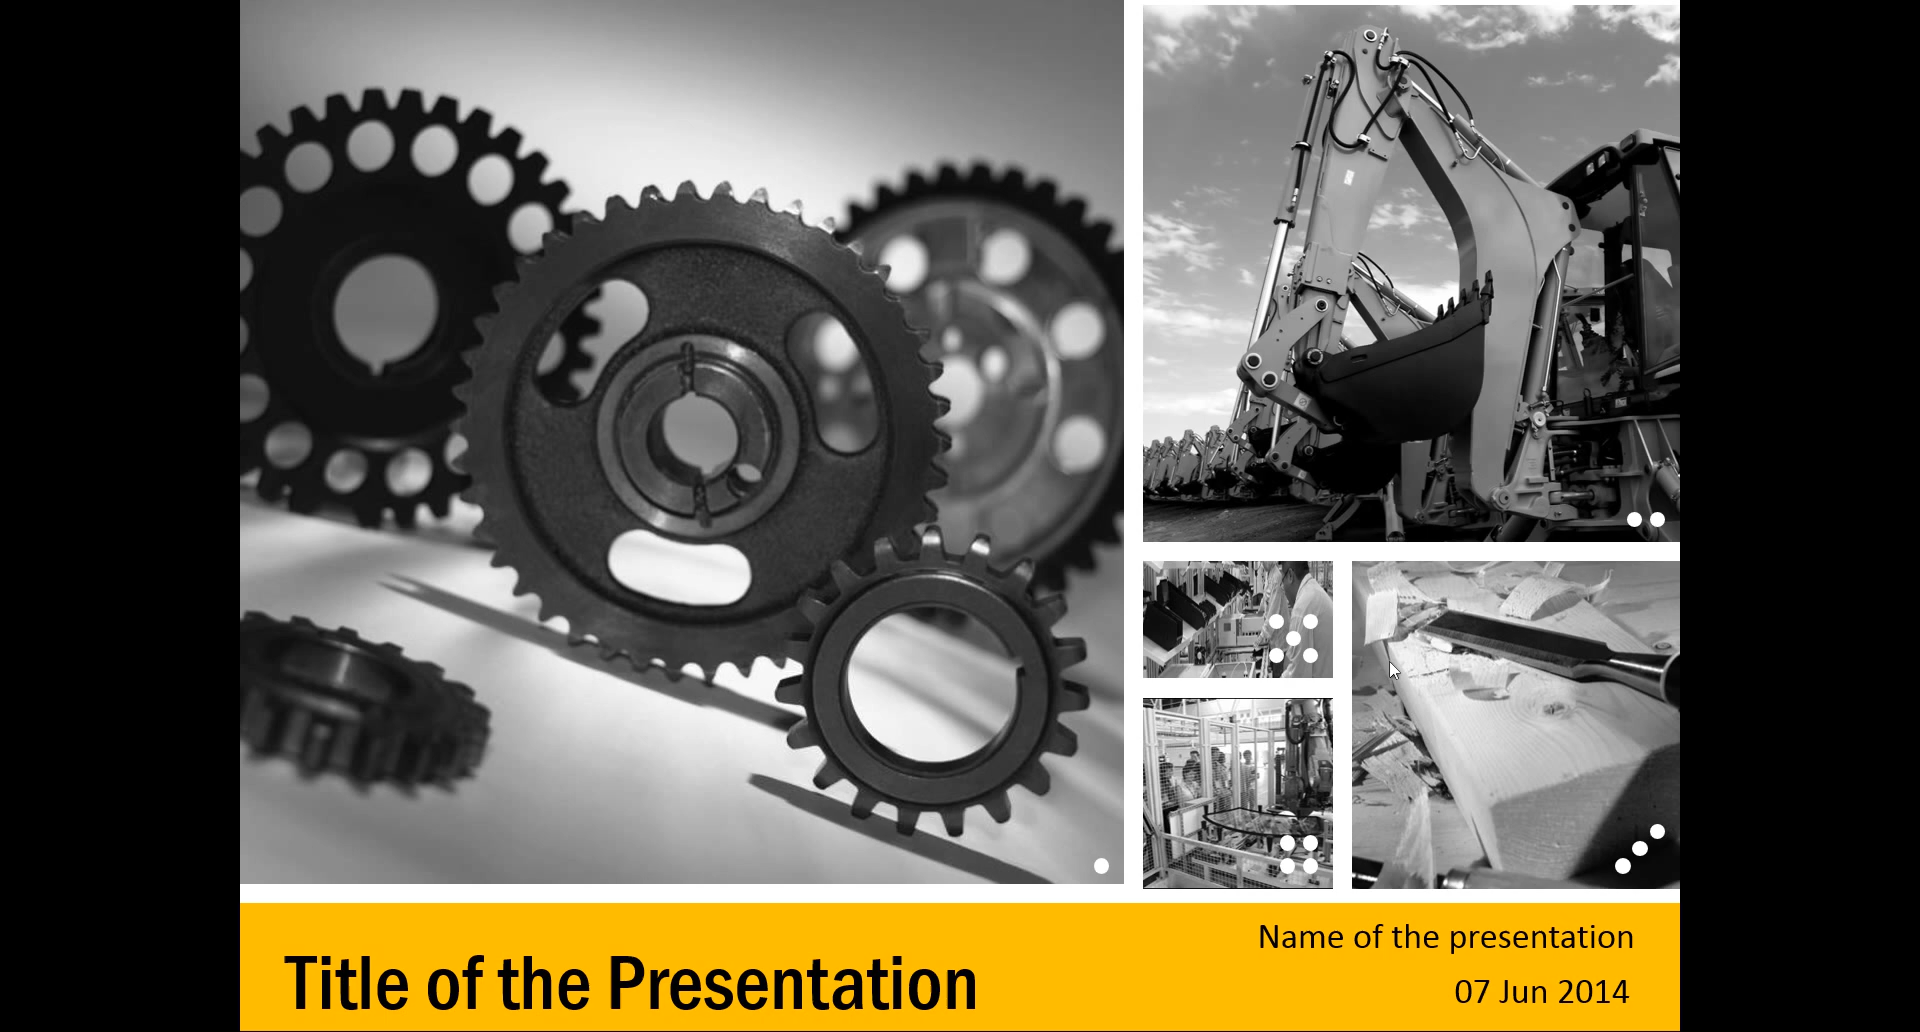 Title of the Presentation
Name of the presentation
07 Jun 2014